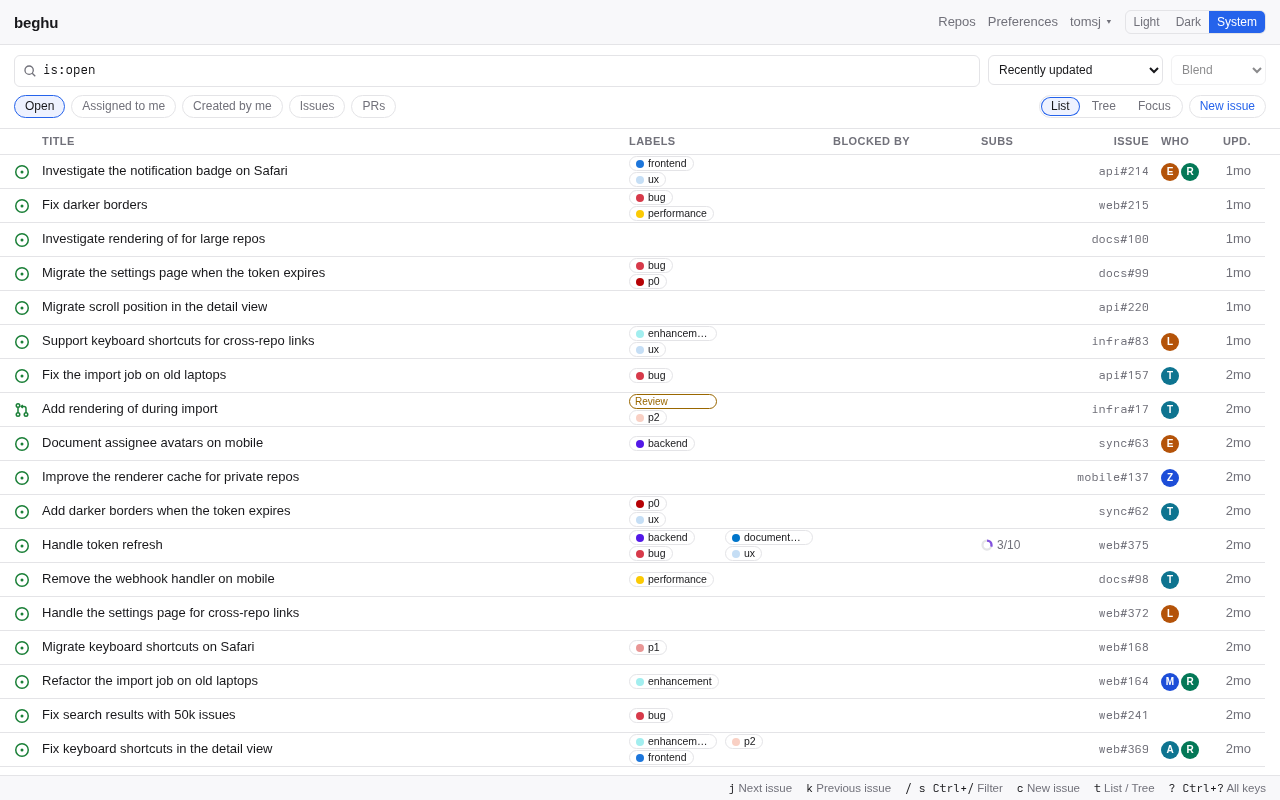 beghu Repos Preferences tomsj Light Dark System
is:open Recently updated Blend
Open Assigned to me Created by me Issues PRs List Tree Focus New issue
TITLE LABELS BLOCKED BY SUBS ISSUE WHO UPD.
Investigate the notification badge on Safari frontend ux api#214 E R 1mo
Fix darker borders bug performance web#215 1mo
Investigate rendering of for large repos docs#100 1mo
Migrate the settings page when the token expires bug p0 docs#99 1mo
Migrate scroll position in the detail view api#220 1mo
Support keyboard shortcuts for cross-repo links enhancem… ux infra#83 L 1mo
Fix the import job on old laptops bug api#157 T 2mo
Add rendering of during import Review p2 infra#17 T 2mo
Document assignee avatars on mobile backend sync#63 E 2mo
Improve the renderer cache for private repos mobile#137 Z 2mo
Add darker borders when the token expires p0 ux sync#62 T 2mo
Handle token refresh backend document… bug ux 3/10 web#375 2mo
Remove the webhook handler on mobile performance docs#98 T 2mo
Handle the settings page for cross-repo links web#372 L 2mo
Migrate keyboard shortcuts on Safari p1 web#168 2mo
Refactor the import job on old laptops enhancement web#164 M R 2mo
Fix search results with 50k issues bug web#241 2mo
Fix keyboard shortcuts in the detail view enhancem… p2 frontend web#369 A R 2mo
j Next issue k Previous issue / s Ctrl+/ Filter c New issue t List / Tree ? Ctrl+? All keys